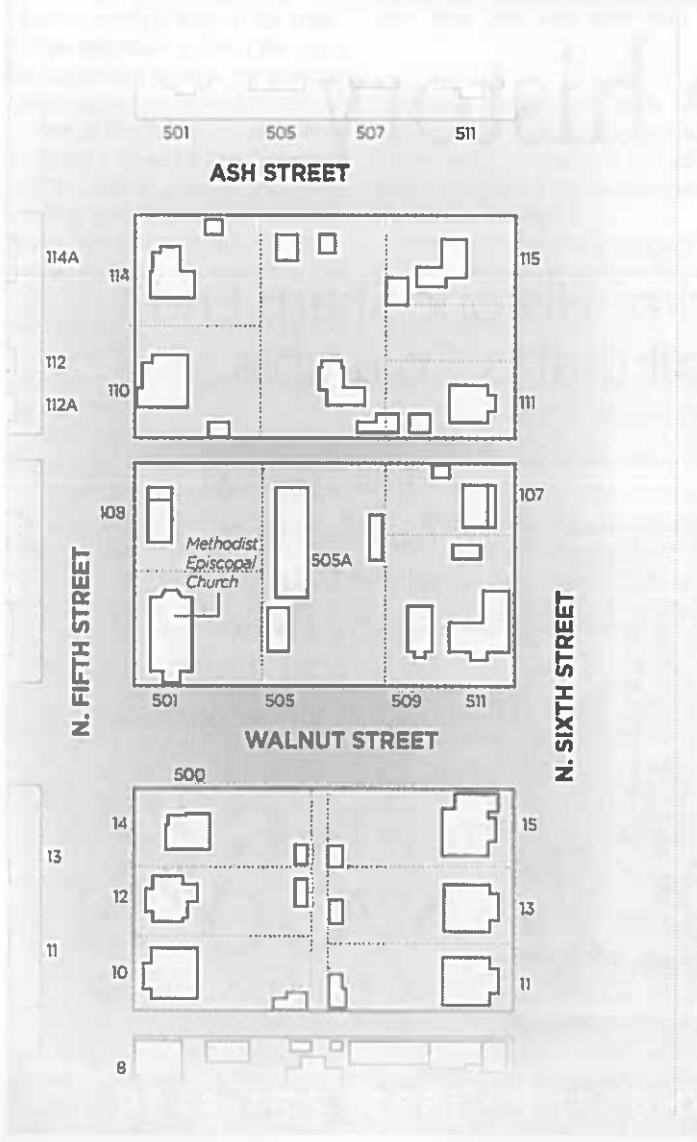 history
501 505 507 511
ASH STREET
114A
114
115
112
112A
110
111
108
107
Methodist
Episcopal
Church
505A
N. FIFTH STREET
N. SIXTH STREET
501 505 509 511
WALNUT STREET
500
14
15
13
12
13
11
10
11
8